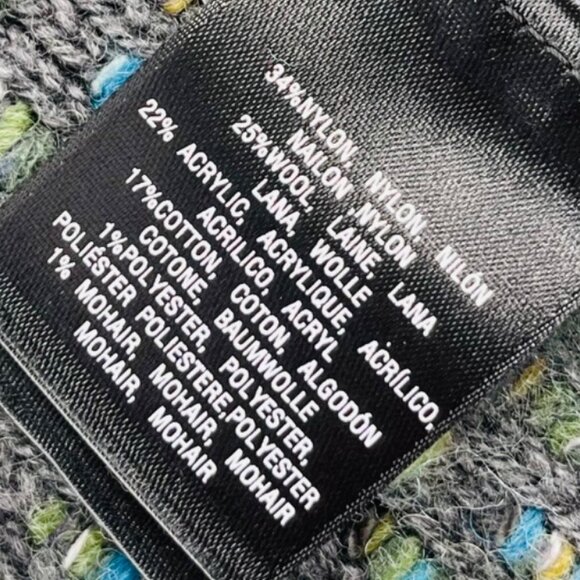 34%NYLON, NYLON, NILÓN
NAILON NYLON
25%WOOL, LAINE, LANA
LANA, WOLLE
22% ACRYLIC, ACRYLIQUE, ACRÍLICO,
ACRILICO, ACRYL
17%COTTON, COTON, ALGODÓN
COTONE, BAUMWOLLE
1%POLYESTER, POLYESTER,
POLIÉSTER POLIESTERE,POLYESTER
1% MOHAIR, MOHAIR, MOHAIR
MOHAIR, MOHAIR